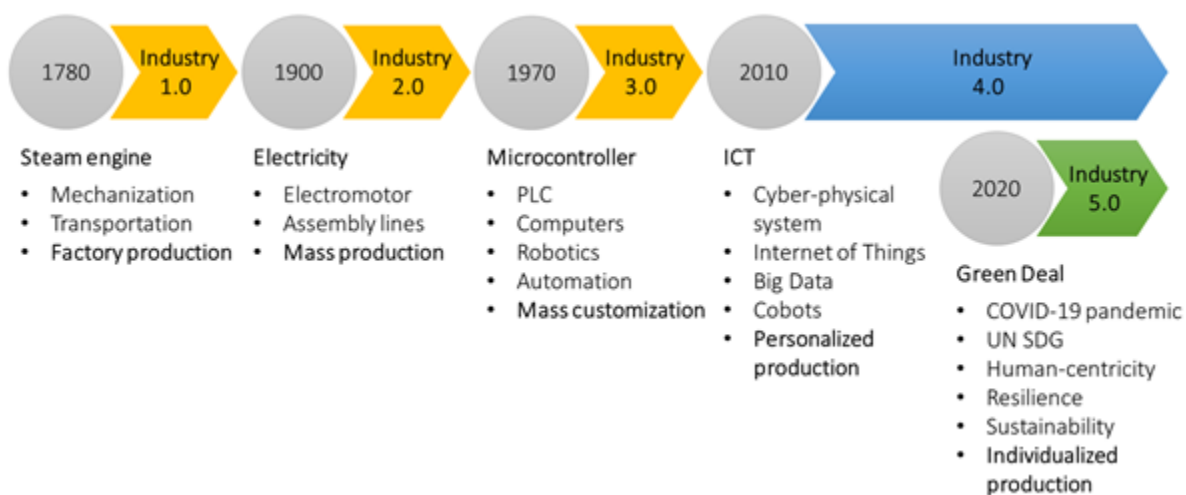 1780
Industry
1.0
1900
Industry
2.0
1970
Industry
3.0
2010
Industry
4.0
Steam engine
• Mechanization
• Transportation
• Factory production
Electricity
• Electromotor
• Assembly lines
• Mass production
Microcontroller
• PLC
• Computers
• Robotics
• Automation
• Mass customization
ICT
• Cyber-physical
system
• Internet of Things
• Big Data
• Cobots
• Personalized
production
2020
Industry
5.0
Green Deal
• COVID-19 pandemic
• UN SDG
• Human-centricity
• Resilience
• Sustainability
• Individualized
production